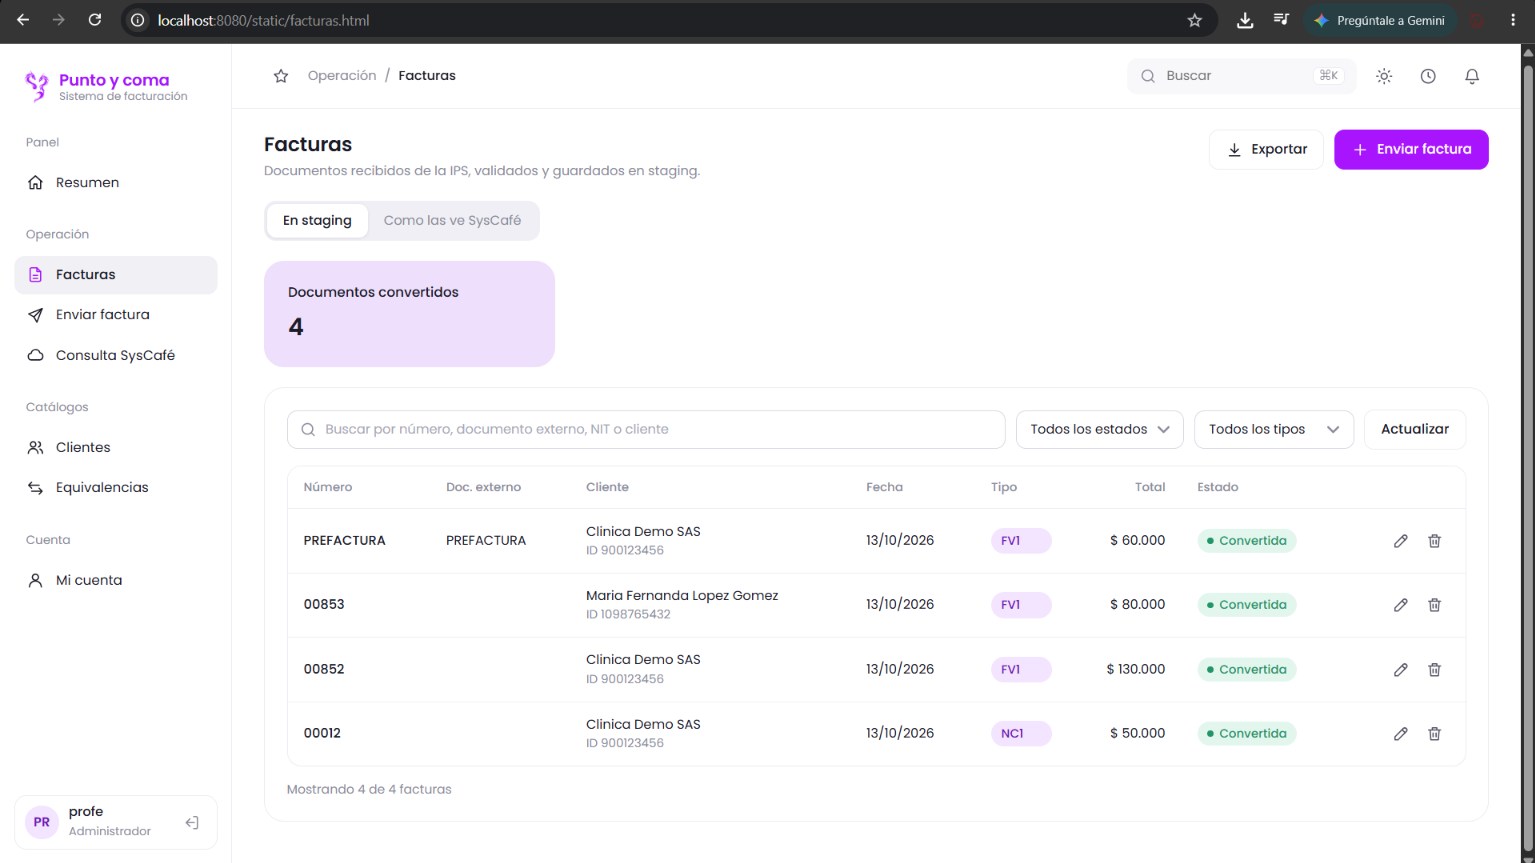 localhost:8080/static/facturas.html
Pregúntale a Gemini
Punto y coma
Sistema de facturación
Panel
Resumen
Operación
Facturas
Enviar factura
Consulta SysCafé
Catálogos
Clientes
Equivalencias
Cuenta
Mi cuenta
PR
profe
Administrador
Operación / Facturas
Buscar ⌘K
Facturas
Documentos recibidos de la IPS, validados y guardados en staging.
Exportar
+ Enviar factura
En staging
Como las ve SysCafé
Documentos convertidos
4
Buscar por número, documento externo, NIT o cliente
Todos los estados
Todos los tipos
Actualizar
Número Doc. externo Cliente Fecha Tipo Total Estado
PREFACTURA PREFACTURA Clinica Demo SAS 13/10/2026 FV1 $ 60.000 Convertida
ID 900123456
00853 Maria Fernanda Lopez Gomez 13/10/2026 FV1 $ 80.000 Convertida
ID 1098765432
00852 Clinica Demo SAS 13/10/2026 FV1 $ 130.000 Convertida
ID 900123456
00012 Clinica Demo SAS 13/10/2026 NC1 $ 50.000 Convertida
ID 900123456
Mostrando 4 de 4 facturas